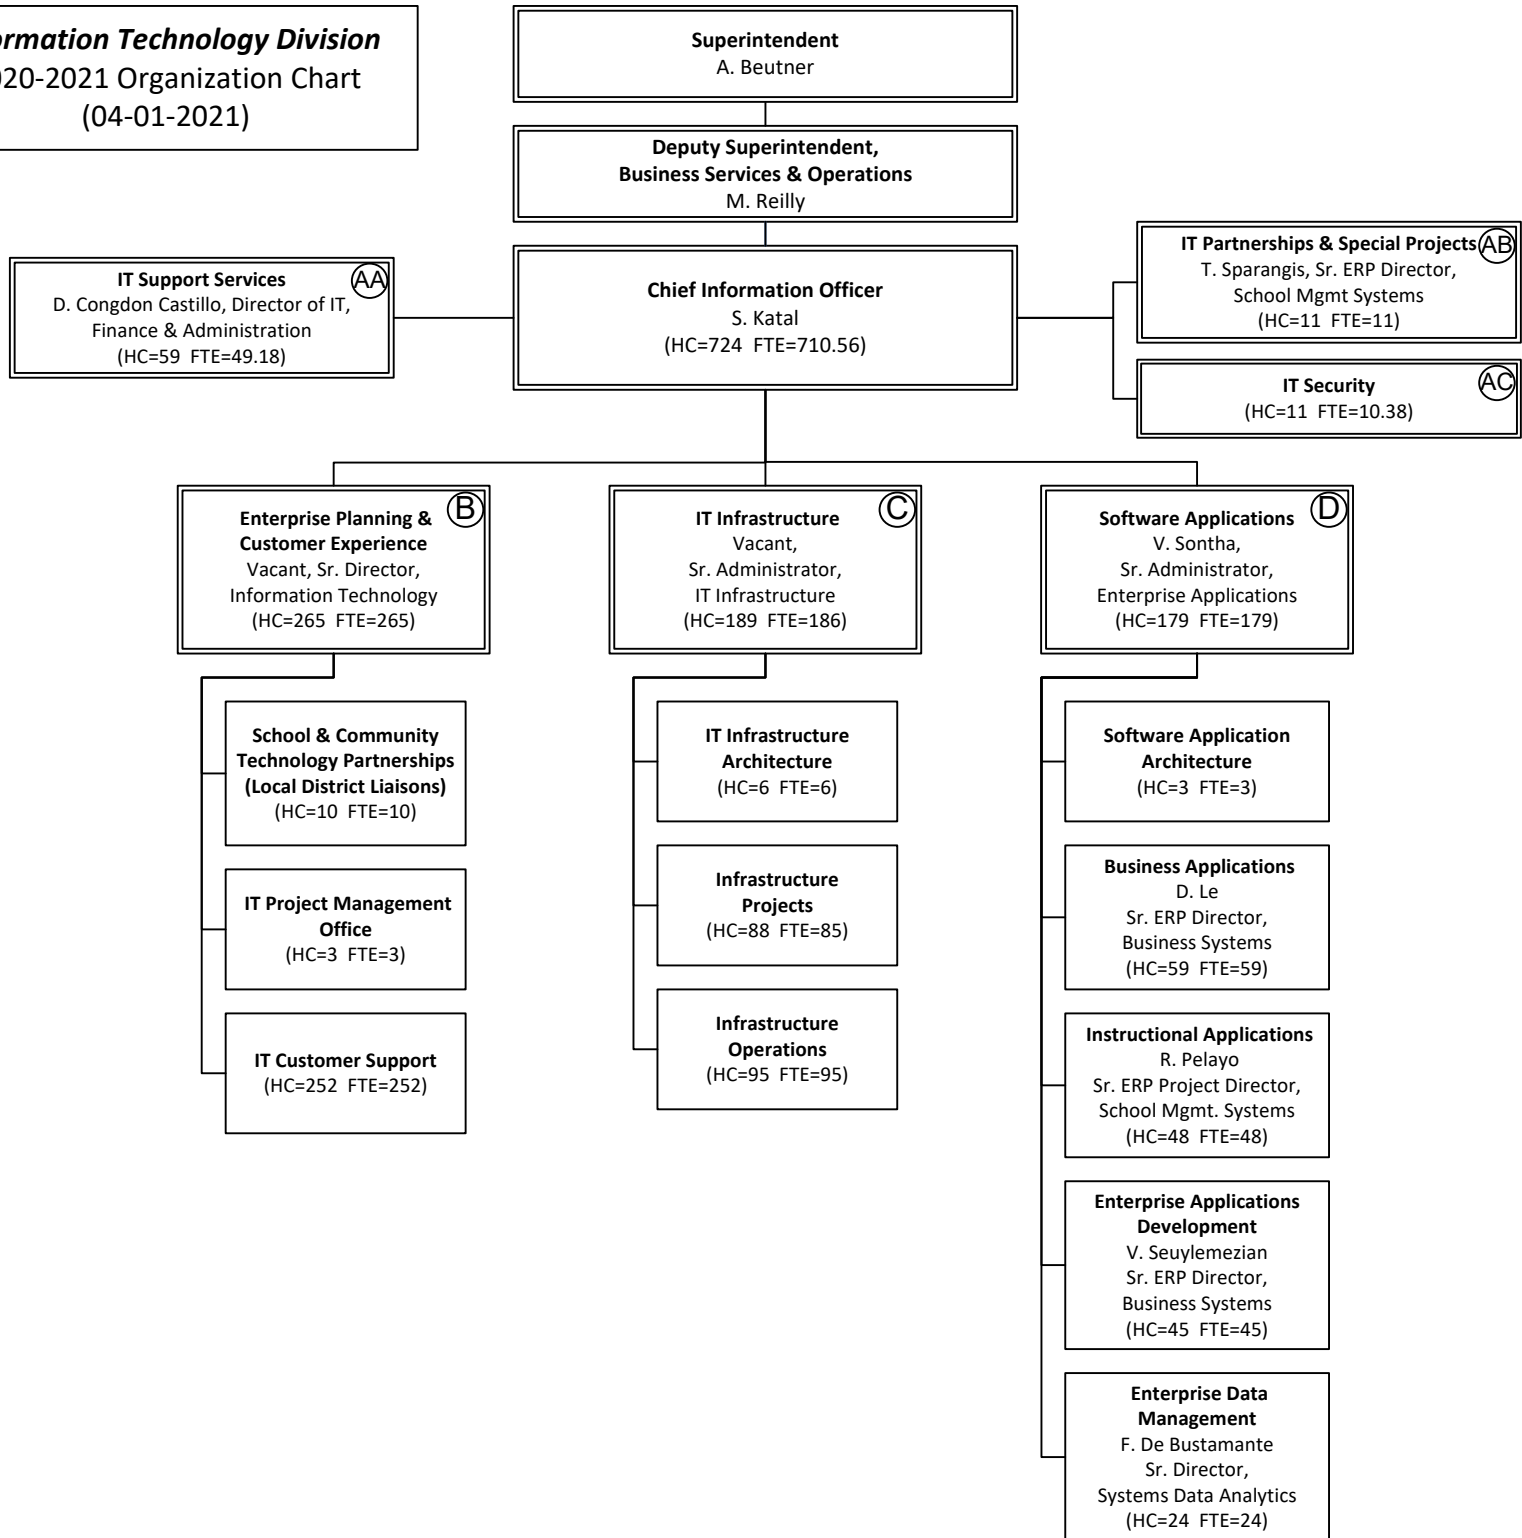 ormation Technology Division
20-2021 Organization Chart
(04-01-2021)
Superintendent
A. Beutner
Deputy Superintendent,
Business Services & Operations
M. Reilly
Chief Information Officer
S. Katal
(HC=724 FTE=710.56)
IT Support Services
AA
D. Congdon Castillo, Director of IT,
Finance & Administration
(HC=59 FTE=49.18)
IT Partnerships & Special Projects
AB
T. Sparangis, Sr. ERP Director,
School Mgmt Systems
(HC=11 FTE=11)
IT Security
AC
(HC=11 FTE=10.38)
Enterprise Planning &
B
Customer Experience
Vacant, Sr. Director,
Information Technology
(HC=265 FTE=265)
School & Community
Technology Partnerships
(Local District Liaisons)
(HC=10 FTE=10)
IT Project Management
Office
(HC=3 FTE=3)
IT Customer Support
(HC=252 FTE=252)
IT Infrastructure
C
Vacant,
Sr. Administrator,
IT Infrastructure
(HC=189 FTE=186)
IT Infrastructure
Architecture
(HC=6 FTE=6)
Infrastructure
Projects
(HC=88 FTE=85)
Infrastructure
Operations
(HC=95 FTE=95)
Software Applications
D
V. Sontha,
Sr. Administrator,
Enterprise Applications
(HC=179 FTE=179)
Software Application
Architecture
(HC=3 FTE=3)
Business Applications
D. Le
Sr. ERP Director,
Business Systems
(HC=59 FTE=59)
Instructional Applications
R. Pelayo
Sr. ERP Project Director,
School Mgmt. Systems
(HC=48 FTE=48)
Enterprise Applications
Development
V. Seuylemezian
Sr. ERP Director,
Business Systems
(HC=45 FTE=45)
Enterprise Data
Management
F. De Bustamante
Sr. Director,
Systems Data Analytics
(HC=24 FTE=24)